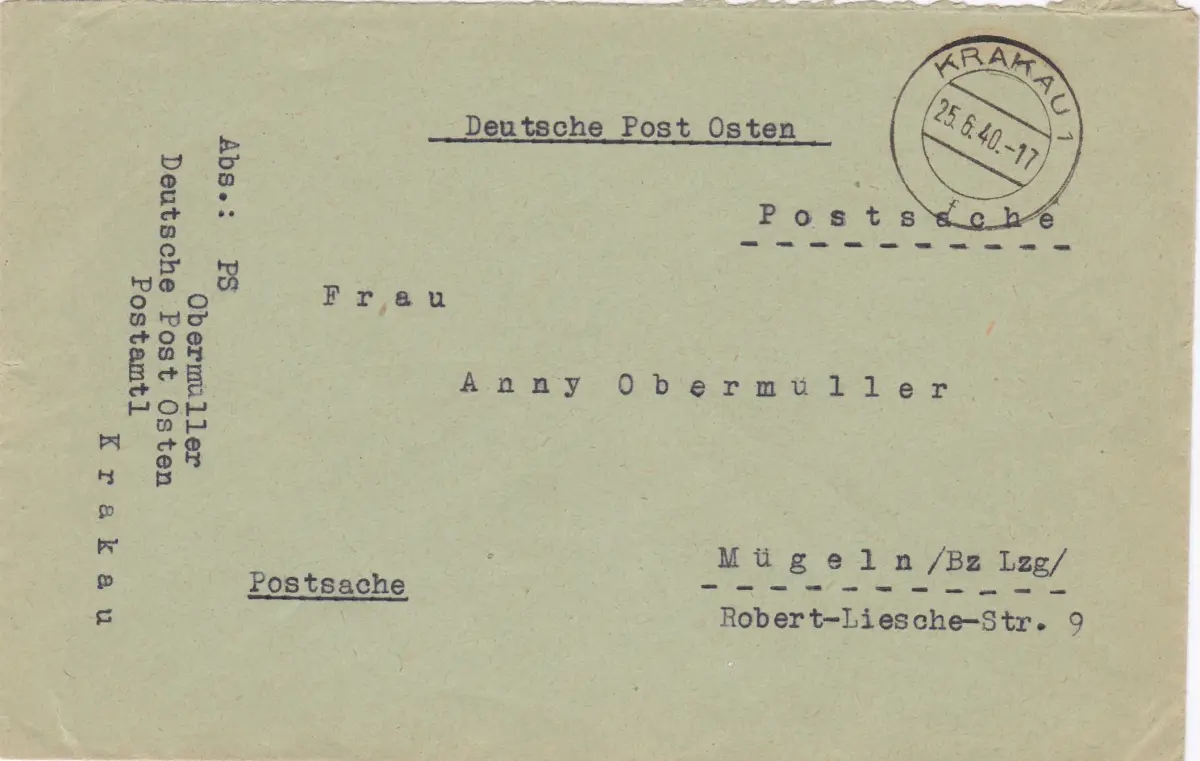 KRAKAU 1
25.6.40.-17
f
Deutsche Post Osten
Postsache
Frau
Anny Obermüller
Mügeln/Bz Lzg/
Robert-Liesche-Str. 9
Postsache
Abs.: PS
Obermüller
Deutsche Post Osten
Postamt1
Krakau